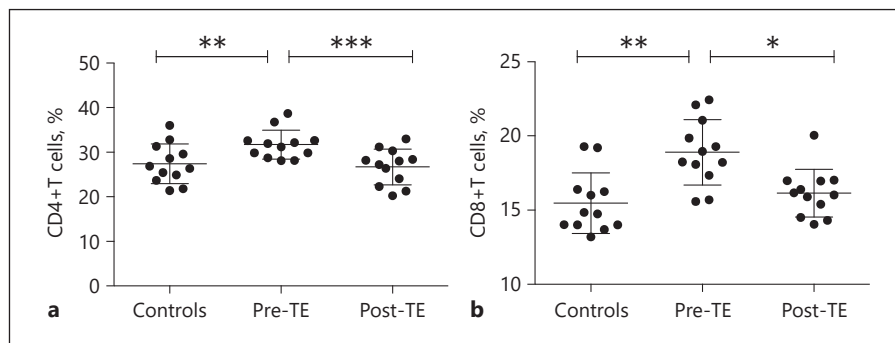 ** ***
50
40
30
20
10
0
CD4+T cells, %
Controls Pre-TE Post-TE
a
** *
25
20
15
10
CD8+T cells, %
Controls Pre-TE Post-TE
b